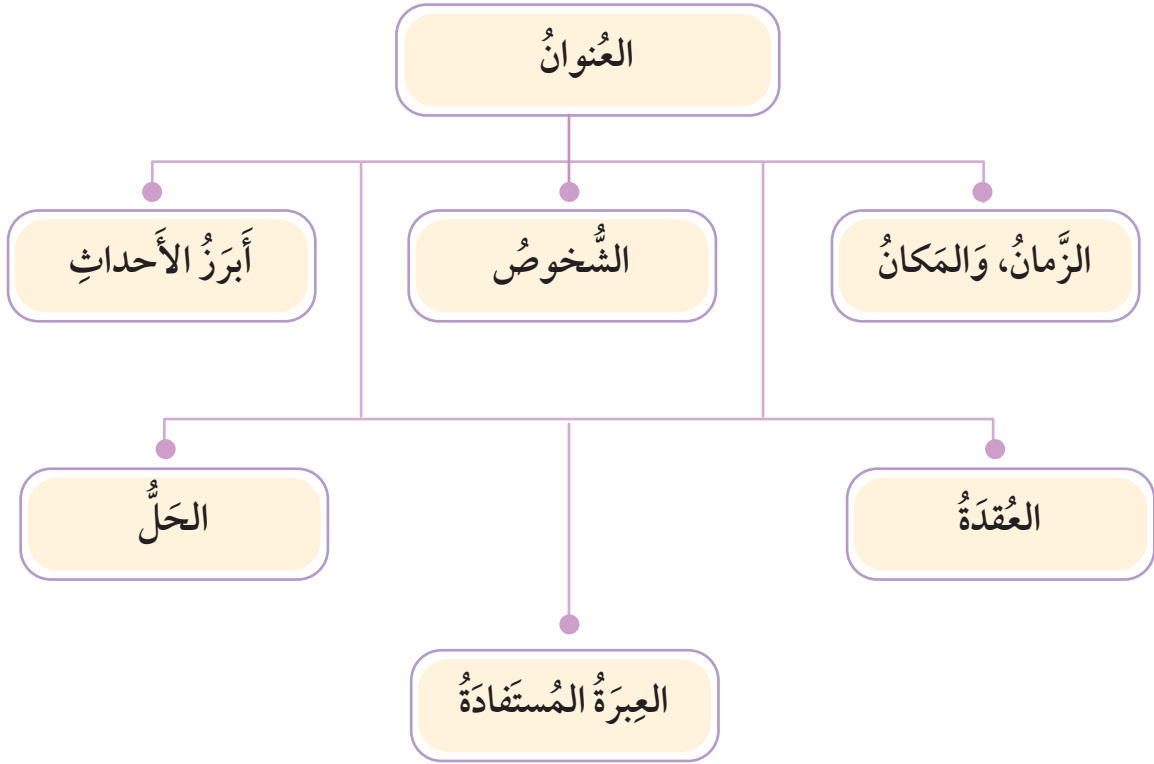 العُنوانُ
الزَّمانُ، وَالمَكانُ
الشُّخوصُ
أَبرَزُ الأَحداثِ
العُقدَةُ
الحَلُّ
العِبرَةُ المُستَفادَةُ